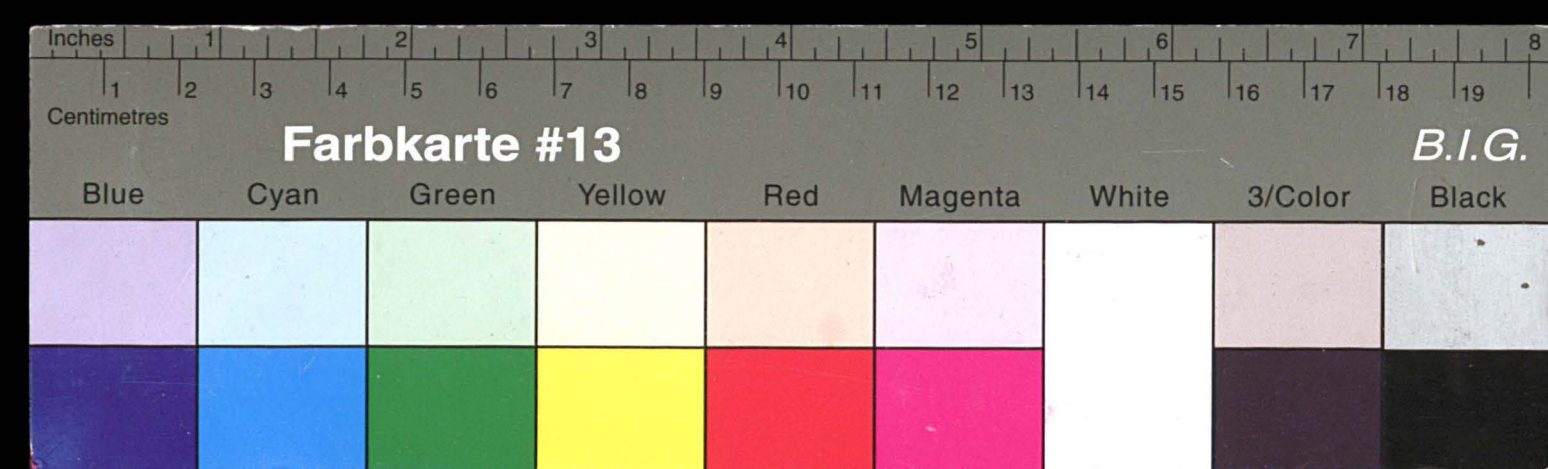 Inches 1 2 3 4 5 6 7 8
1 2 3 4 5 6 7 8 9 10 11 12 13 14 15 16 17 18 19
Centimetres
Farbkarte #13 B.I.G.
Blue Cyan Green Yellow Red Magenta White 3/Color Black